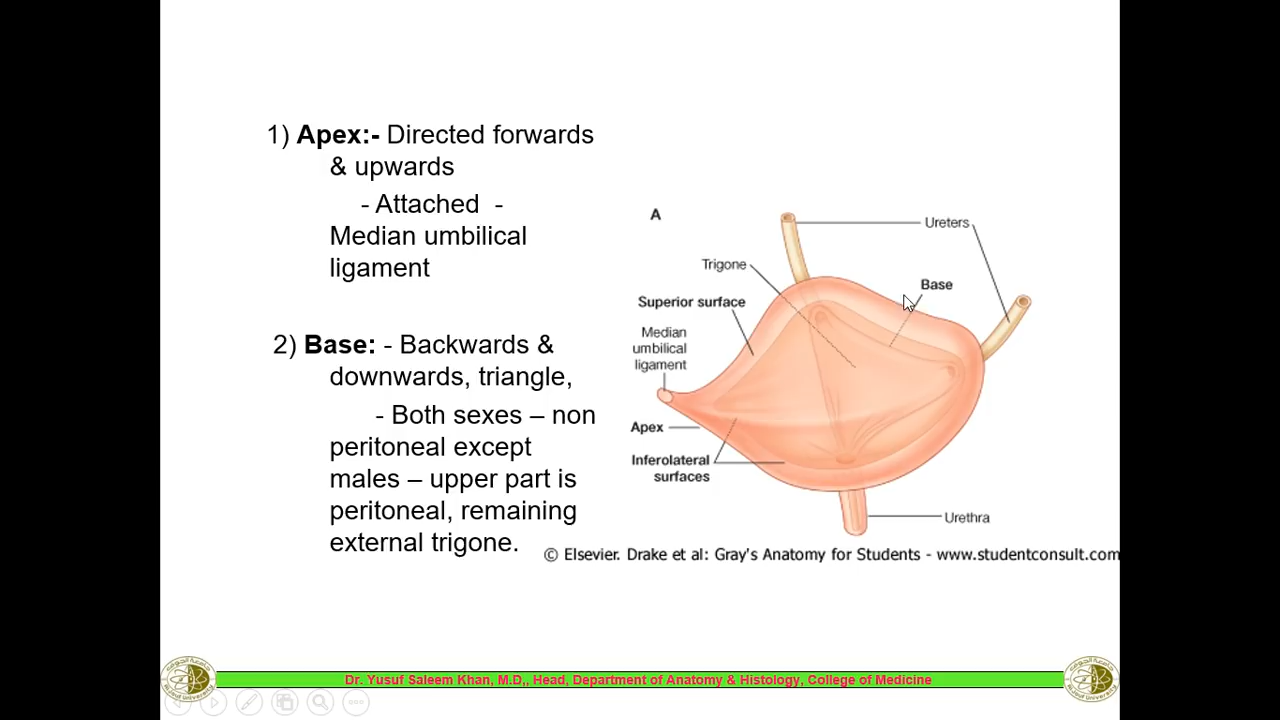 1) Apex:- Directed forwards
& upwards
- Attached -
Median umbilical
ligament
2) Base: - Backwards &
downwards, triangle,
- Both sexes – non
peritoneal except
males – upper part is
peritoneal, remaining
external trigone.
A
Ureters
Trigone
Base
Superior surface
Median
umbilical
ligament
Apex
Inferolateral
surfaces
Urethra
© Elsevier. Drake et al: Gray's Anatomy for Students - www.studentconsult.com
Dr. Yusuf Saleem Khan, M.D,, Head, Department of Anatomy & Histology, College of Medicine